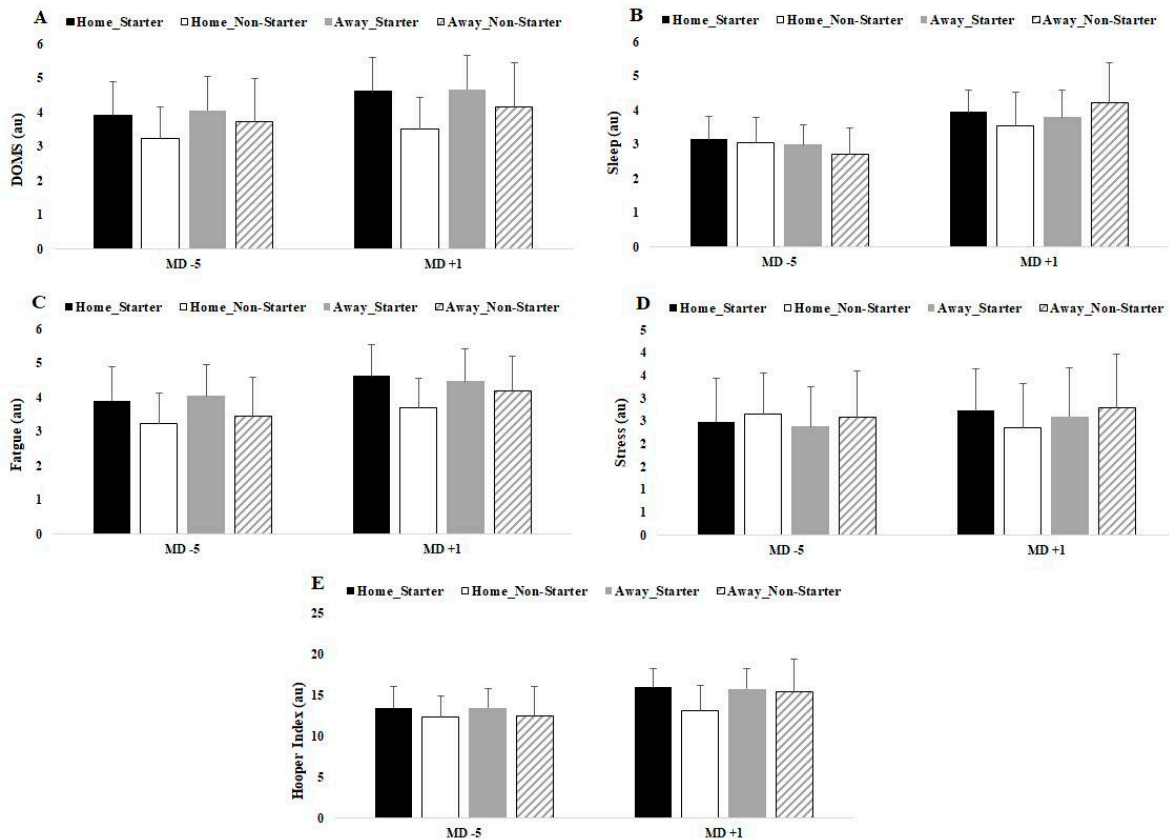 A
■ Home_Starter □ Home_Non-Starter ■ Away_Starter ▨ Away_Non-Starter
6
5
4
3
2
1
0
DOMS (au)
MD -5 MD +1
B
■ Home_Starter □ Home_Non-Starter ■ Away_Starter ▨ Away_Non-Starter
6
5
4
3
2
1
0
Sleep (au)
MD -5 MD +1
C
■ Home_Starter □ Home_Non-Starter ■ Away_Starter ▨ Away_Non-Starter
6
5
4
3
2
1
0
Fatgue (au)
MD -5 MD +1
D
■ Home_Starter □ Home_Non-Starter ■ Away_Starter ▨ Away_Non-Starter
5
4
4
3
3
2
2
1
1
0
Stress (au)
MD -5 MD +1
E
■ Home_Starter □ Home_Non-Starter ■ Away_Starter ▨ Away_Non-Starter
25
20
15
10
5
0
Hooper Index (au)
MD -5 MD +1